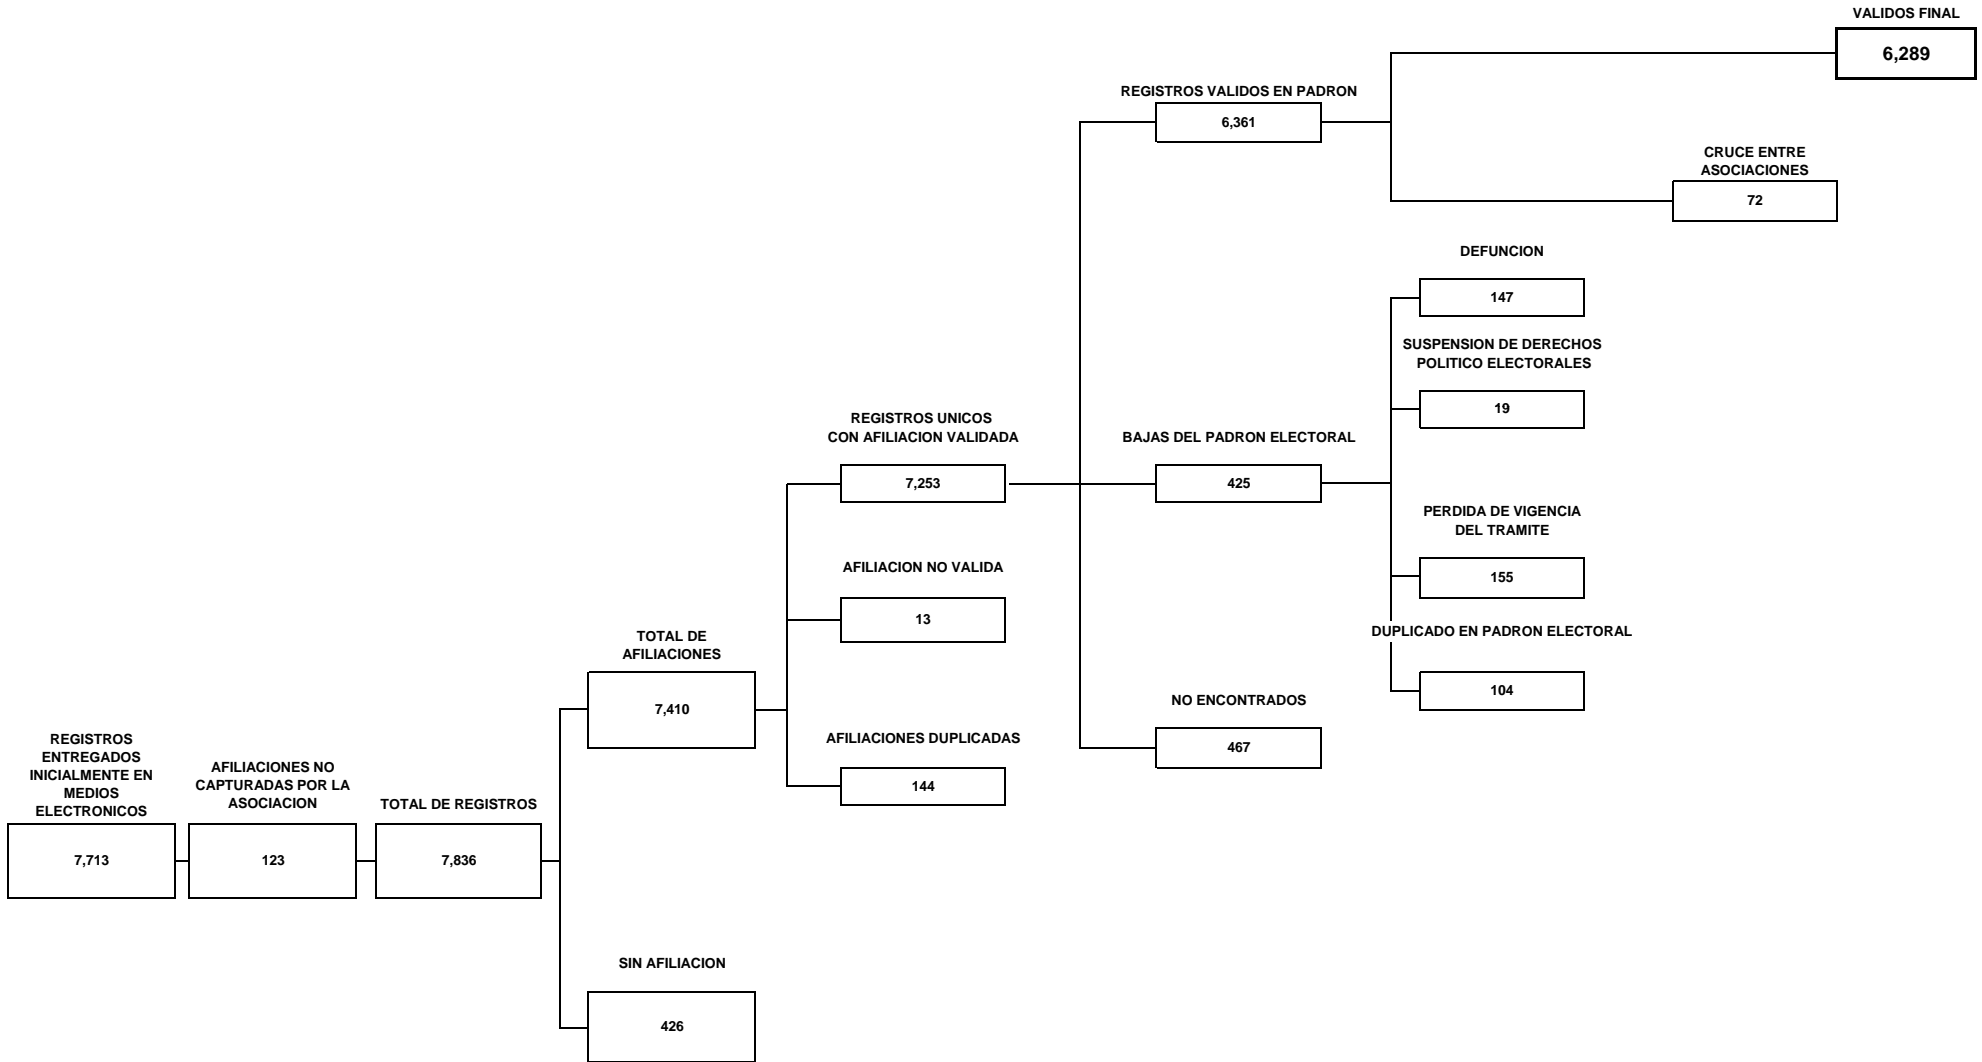 VALIDOS FINAL
6,289
REGISTROS VALIDOS EN PADRON
6,361
CRUCE ENTRE
ASOCIACIONES
72
DEFUNCION
147
SUSPENSION DE DERECHOS
POLITICO ELECTORALES
19
REGISTROS UNICOS
CON AFILIACION VALIDADA
7,253
BAJAS DEL PADRON ELECTORAL
425
PERDIDA DE VIGENCIA
DEL TRAMITE
155
AFILIACION NO VALIDA
13
DUPLICADO EN PADRON ELECTORAL
104
TOTAL DE
AFILIACIONES
7,410
NO ENCONTRADOS
467
AFILIACIONES DUPLICADAS
144
REGISTROS
ENTREGADOS
INICIALMENTE EN
MEDIOS
ELECTRONICOS
7,713
AFILIACIONES NO
CAPTURADAS POR LA
ASOCIACION
123
TOTAL DE REGISTROS
7,836
SIN AFILIACION
426